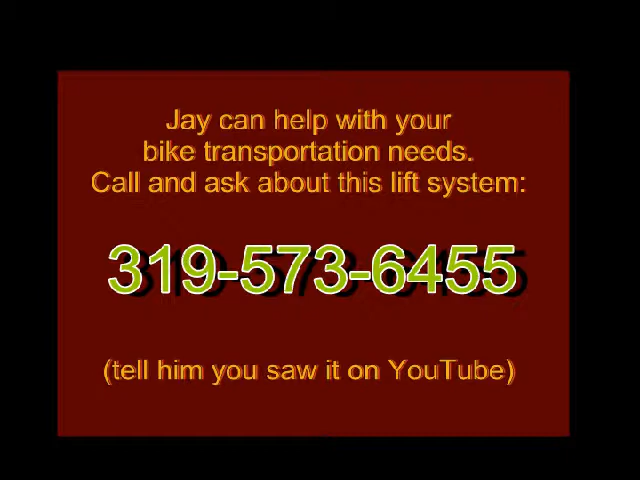 Jay can help with your
bike transportation needs.
Call and ask about this lift system:
319-573-6455
(tell him you saw it on YouTube)